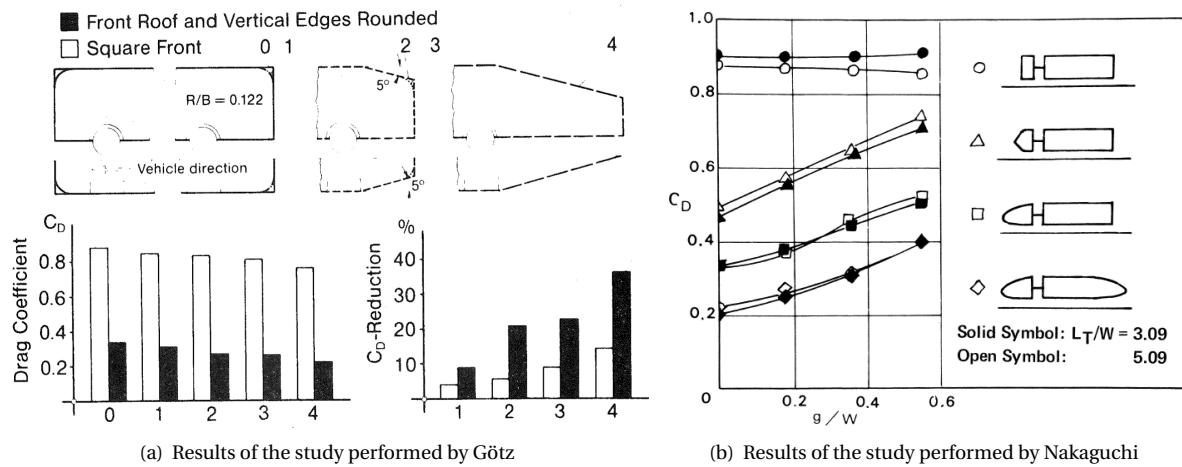 Front Roof and Vertical Edges Rounded
Square Front
0 1 2 3 4
5°
R/B = 0.122
Vehicle direction
5°
C_D
Drag Coefficient
0.8
0.6
0.4
0.2
0 1 2 3 4
%
C_D-Reduction
40
30
20
10
1 2 3 4
(a) Results of the study performed by Götz
1.0
0.8
0.6
C_D
0.4
0.2
0
0.2 0.4 0.6
g/W
Solid Symbol: L_T/W = 3.09
Open Symbol: 5.09
(b) Results of the study performed by Nakaguchi